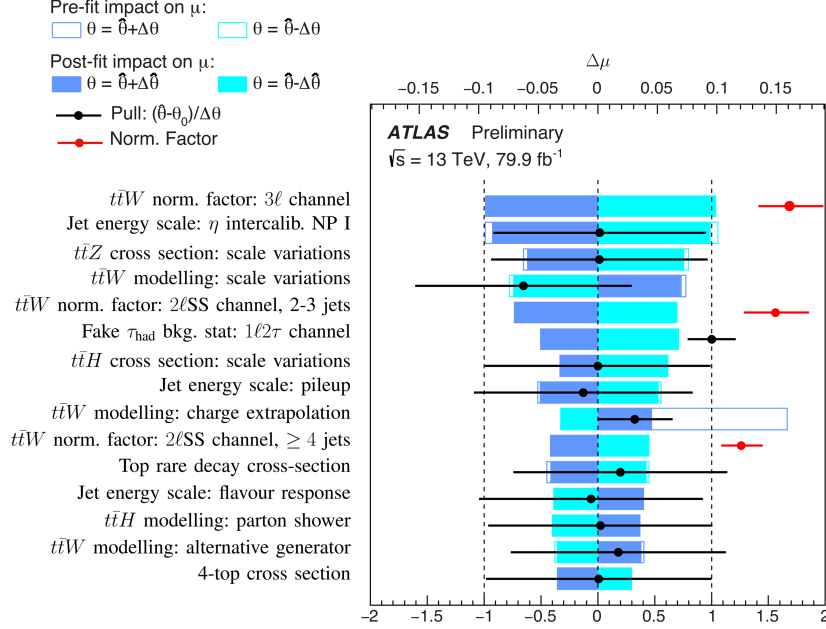 Pre-fit impact on μ:
θ = θ̂+Δθ θ = θ̂-Δθ
Post-fit impact on μ:
θ = θ̂+Δθ̂ θ = θ̂-Δθ̂
Pull: (θ̂-θ₀)/Δθ
Norm. Factor
Δμ
−0.15 −0.1 −0.05 0 0.05 0.1 0.15
ATLAS Preliminary
√s = 13 TeV, 79.9 fb⁻¹
tt̄W norm. factor: 3ℓ channel
Jet energy scale: η intercalib. NP I
tt̄Z cross section: scale variations
tt̄W modelling: scale variations
tt̄W norm. factor: 2ℓSS channel, 2-3 jets
Fake τhad bkg. stat: 1ℓ2τ channel
tt̄H cross section: scale variations
Jet energy scale: pileup
tt̄W modelling: charge extrapolation
tt̄W norm. factor: 2ℓSS channel, ≥ 4 jets
Top rare decay cross-section
Jet energy scale: flavour response
tt̄H modelling: parton shower
tt̄W modelling: alternative generator
4-top cross section
−2 −1.5 −1 −0.5 0 0.5 1 1.5 2